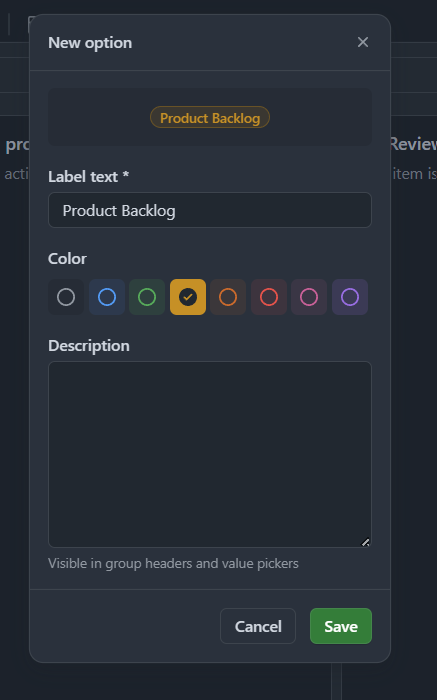 New option
Product Backlog
pro
Review
acti
item is
Label text *
Product Backlog
Color
Description
Visible in group headers and value pickers
Cancel
Save